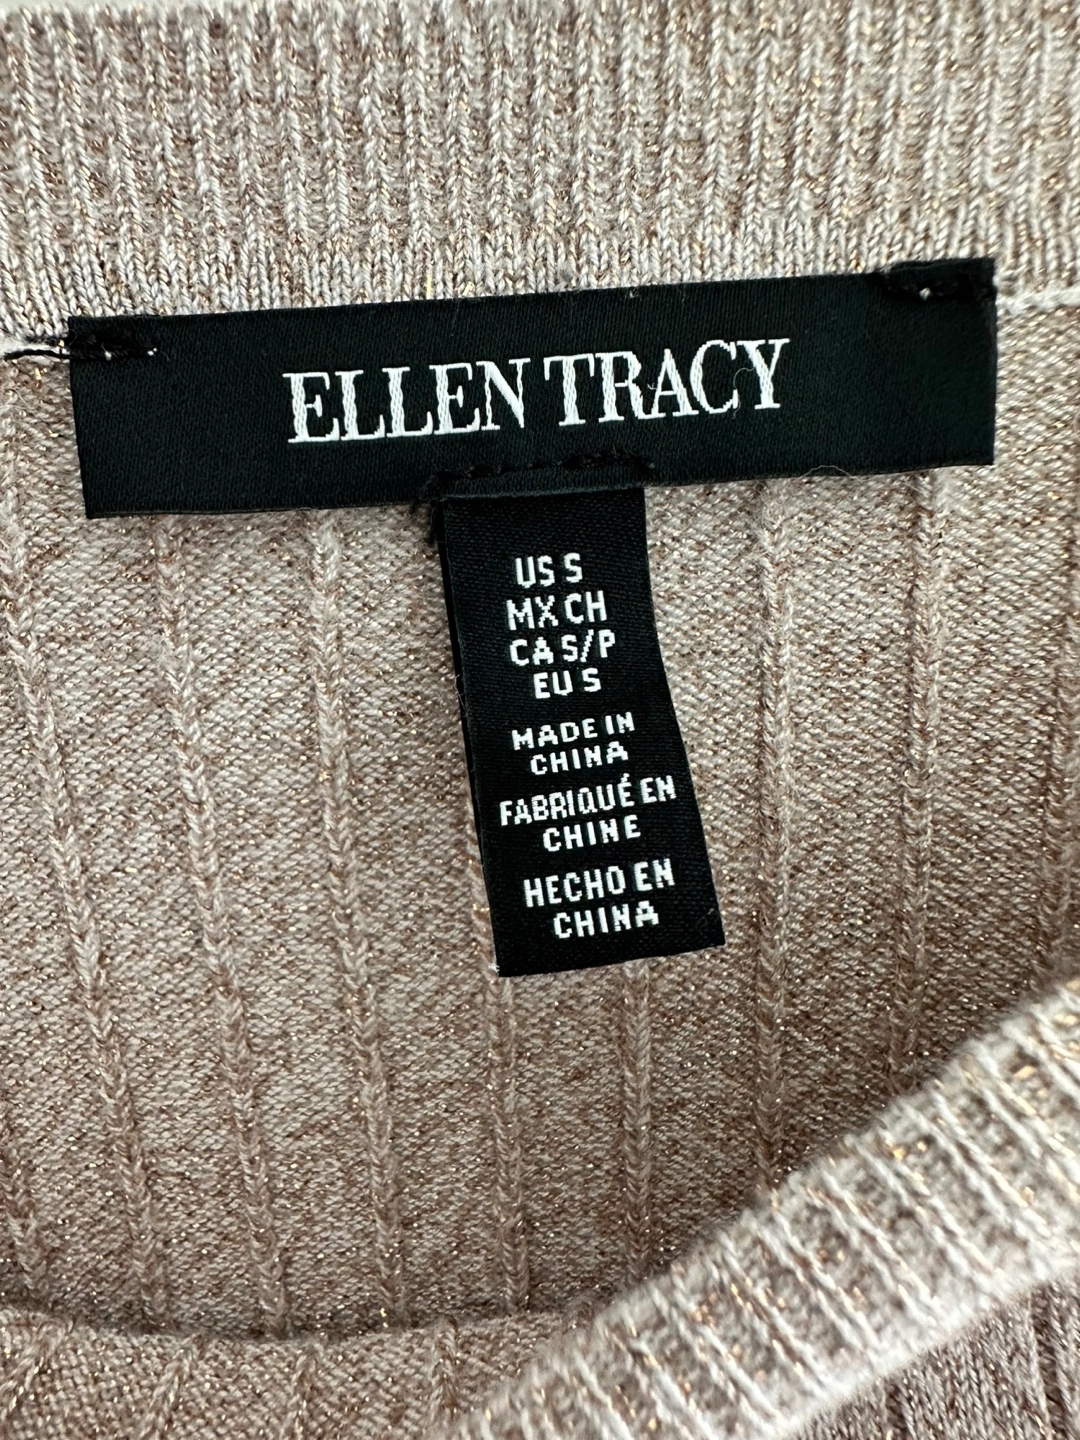 ELLEN TRACY
US S
MX CH
CA S/P
EU S
MADE IN
CHINA
FABRIQUÉ EN
CHINE
HECHO EN
CHINA